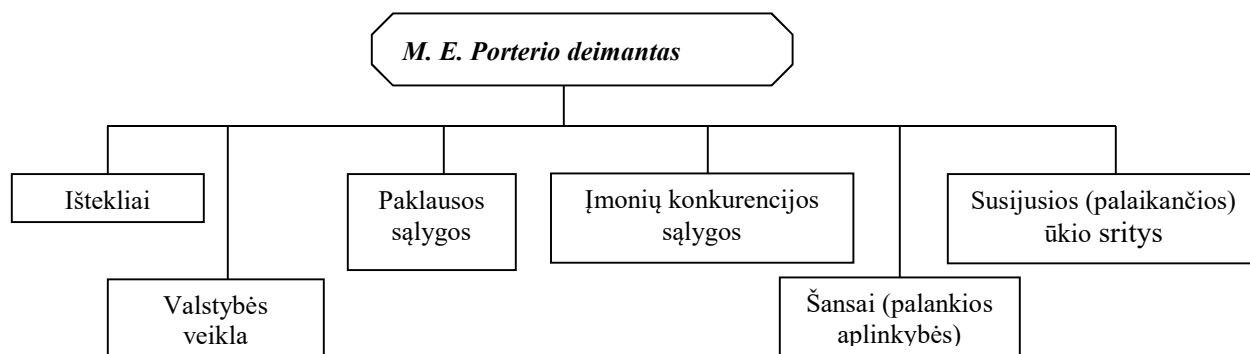 M. E. Porterio deimantas
Ištekliai
Paklausos
sąlygos
Įmonių konkurencijos
sąlygos
Susijusios (palaikančios)
ūkio sritys
Valstybės
veikla
Šansai (palankios
aplinkybės)